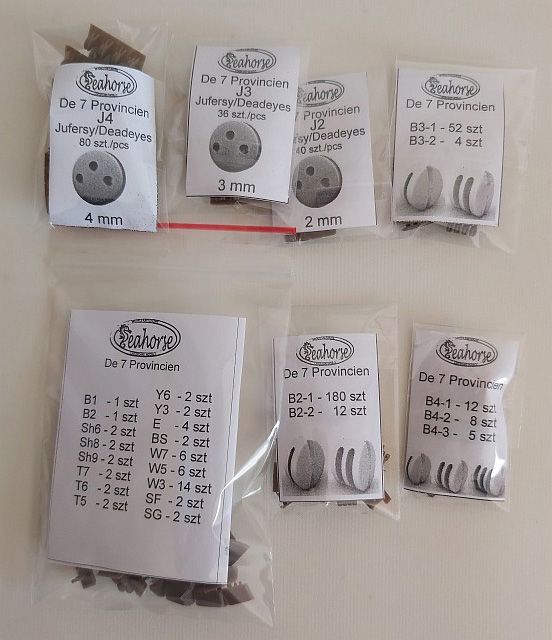 Seahorse
De 7 Provincien
J4
Jufersy/Deadeyes
80 szt./pcs
4 mm
Seahorse
De 7 Provincien
J3
Jufersy/Deadeyes
36 szt./pcs
3 mm
Seahorse
7 Provincien
J2
fersy/Deadeyes
40 szt./pcs
2 mm
Seahorse
De 7 Provincien
B3-1 - 52 szt
B3-2 - 4 szt
Seahorse
De 7 Provincien
B1 - 1 szt
B2 - 1 szt
Sh6 - 2 szt
Sh8 - 2 szt
Sh9 - 2 szt
T7 - 2 szt
T6 - 2 szt
T5 - 2 szt
Y6 - 2 szt
Y3 - 2 szt
E - 4 szt
BS - 2 szt
W7 - 6 szt
W5 - 6 szt
W3 - 14 szt
SF - 2 szt
SG - 2 szt
Seahorse
De 7 Provincien
B2-1 - 180 szt
B2-2 - 12 szt
Seahorse
De 7 Provincien
B4-1 - 12 szt
B4-2 - 8 szt
B4-3 - 5 szt